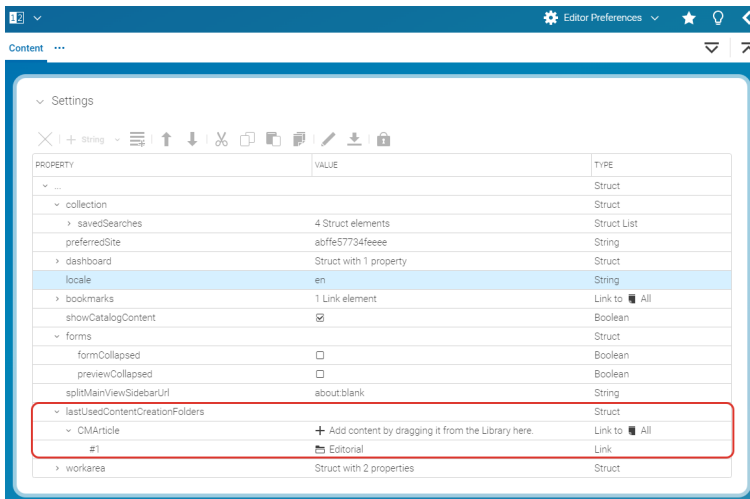 12
Editor Preferences
Content ...
Settings
+ String
PROPERTY VALUE TYPE
... Struct
collection Struct
savedSearches 4 Struct elements Struct List
preferredSite abffe57734feeee String
dashboard Struct with 1 property Struct
locale en String
bookmarks 1 Link element Link to All
showCatalogContent Boolean
forms Struct
formCollapsed Boolean
previewCollapsed Boolean
splitMainViewSidebarUrl about:blank String
lastUsedContentCreationFolders Struct
CMArticle + Add content by dragging it from the Library here. Link to All
#1 Editorial Link
workarea Struct with 2 properties Struct